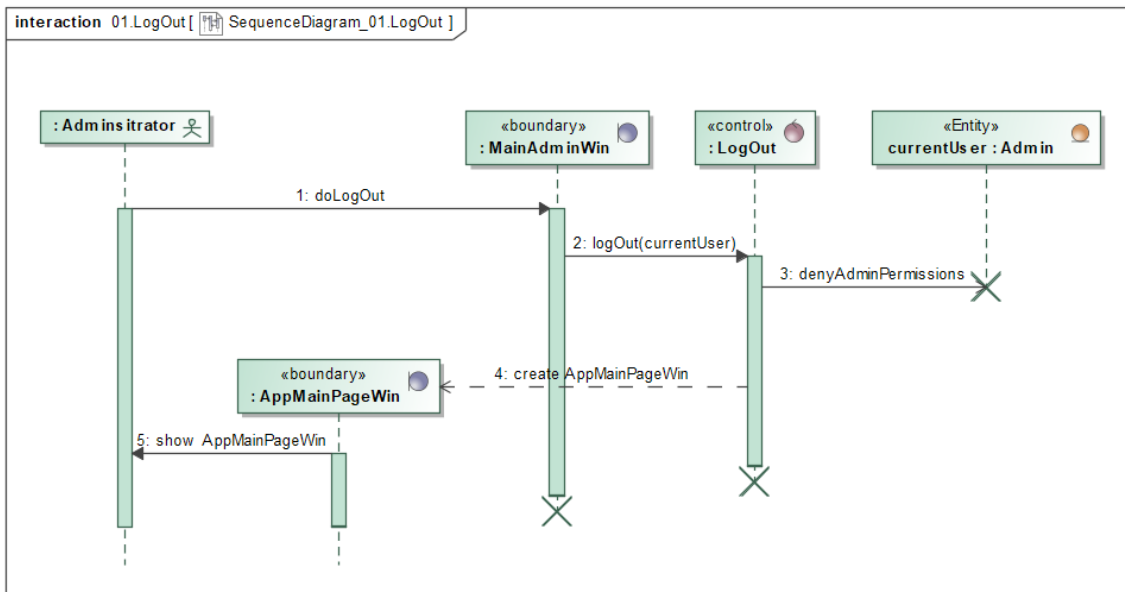 interaction 01.LogOut [ SequenceDiagram_01.LogOut ]
: Adminsitrator
«boundary»
: MainAdminWin
«control»
: LogOut
«Entity»
currentUser : Admin
1: doLogOut
2: logOut(currentUser)
3: denyAdminPermissions
«boundary»
: AppMainPageWin
4: create AppMainPageWin
5: show AppMainPageWin